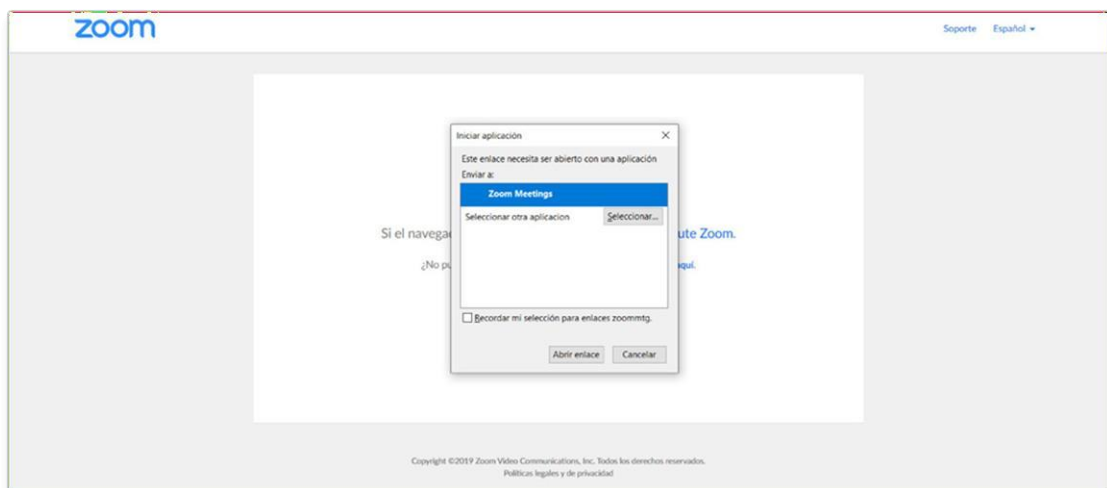 zoom
Soporte Español
Iniciar aplicación
Este enlace necesita ser abierto con una aplicación
Enviar a:
Zoom Meetings
Seleccionar otra aplicacion Seleccionar...
Si el navegad ute Zoom.
¿No pu aquí.
Recordar mi selección para enlaces zoommtg.
Abrir enlace Cancelar
Copyright ©2019 Zoom Video Communications, Inc. Todos los derechos reservados.
Políticas legales y de privacidad